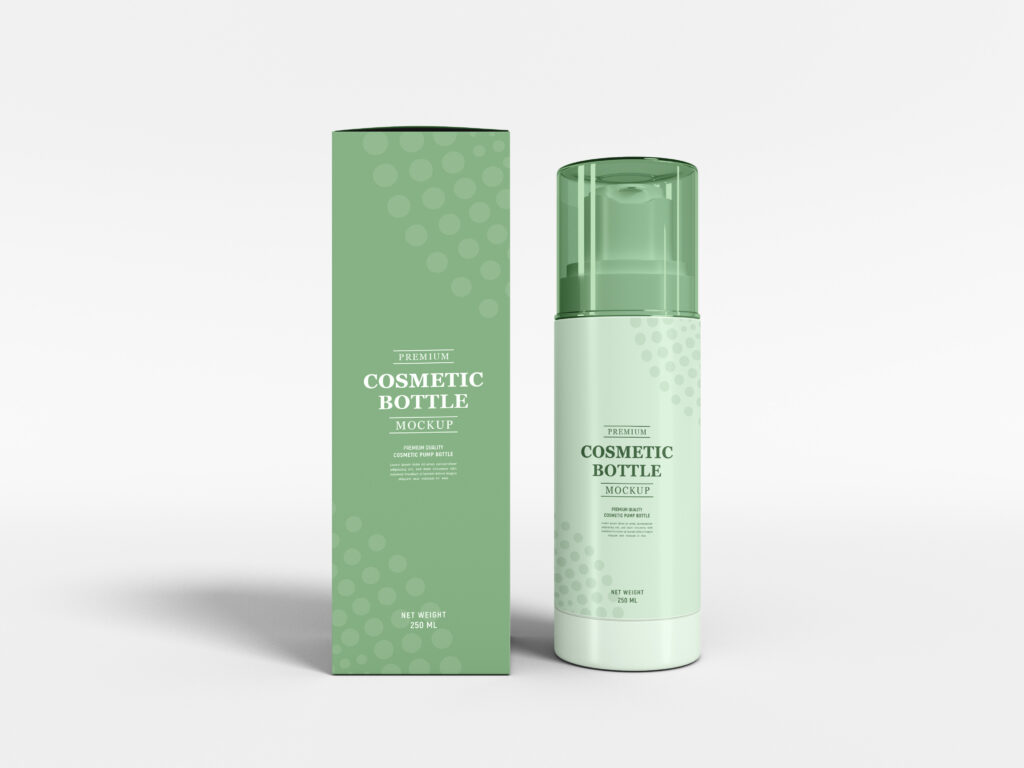 PREMIUM
COSMETIC
BOTTLE
MOCKUP
PREMIUM QUALITY
COSMETIC PUMP BOTTLE
NET WEIGHT
250 ML
PREMIUM
COSMETIC
BOTTLE
MOCKUP
PREMIUM QUALITY
COSMETIC PUMP BOTTLE
NET WEIGHT
250 ML